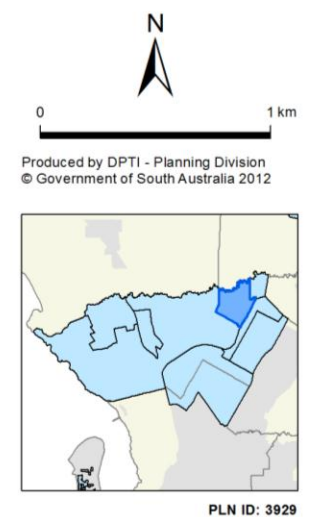 N
0 1 km
Produced by DPTI - Planning Division
© Government of South Australia 2012
PLN ID: 3929